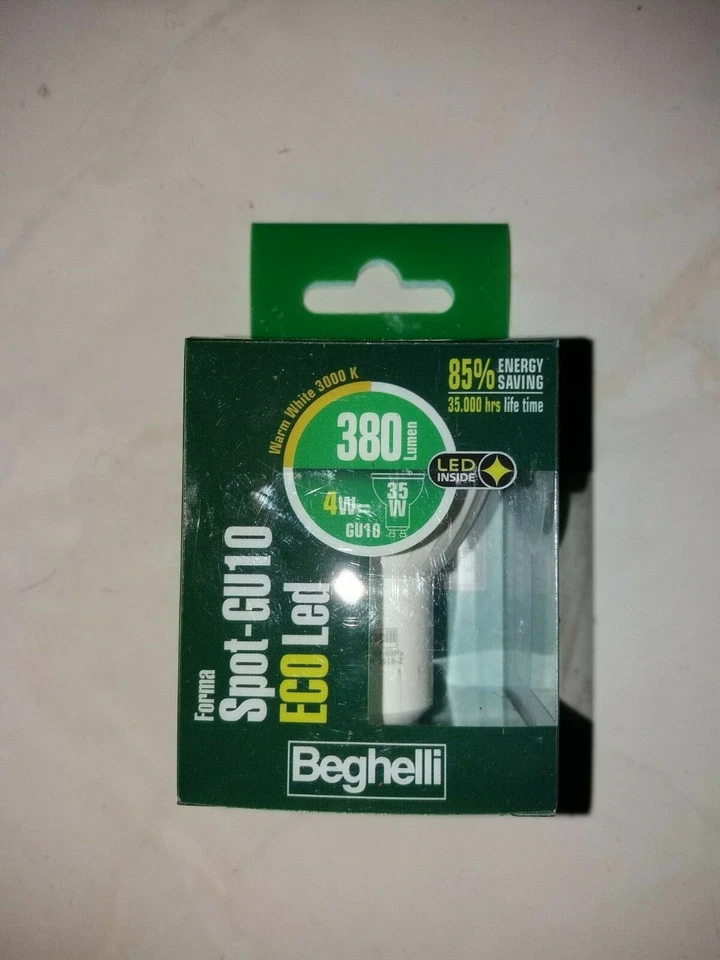 85% ENERGY SAVING
35.000 hrs life time
Warm White 3000 K
380 Lumen
LED INSIDE
4W=
35 W
GU10
Forma
Spot-GU10
ECO Led
Beghelli